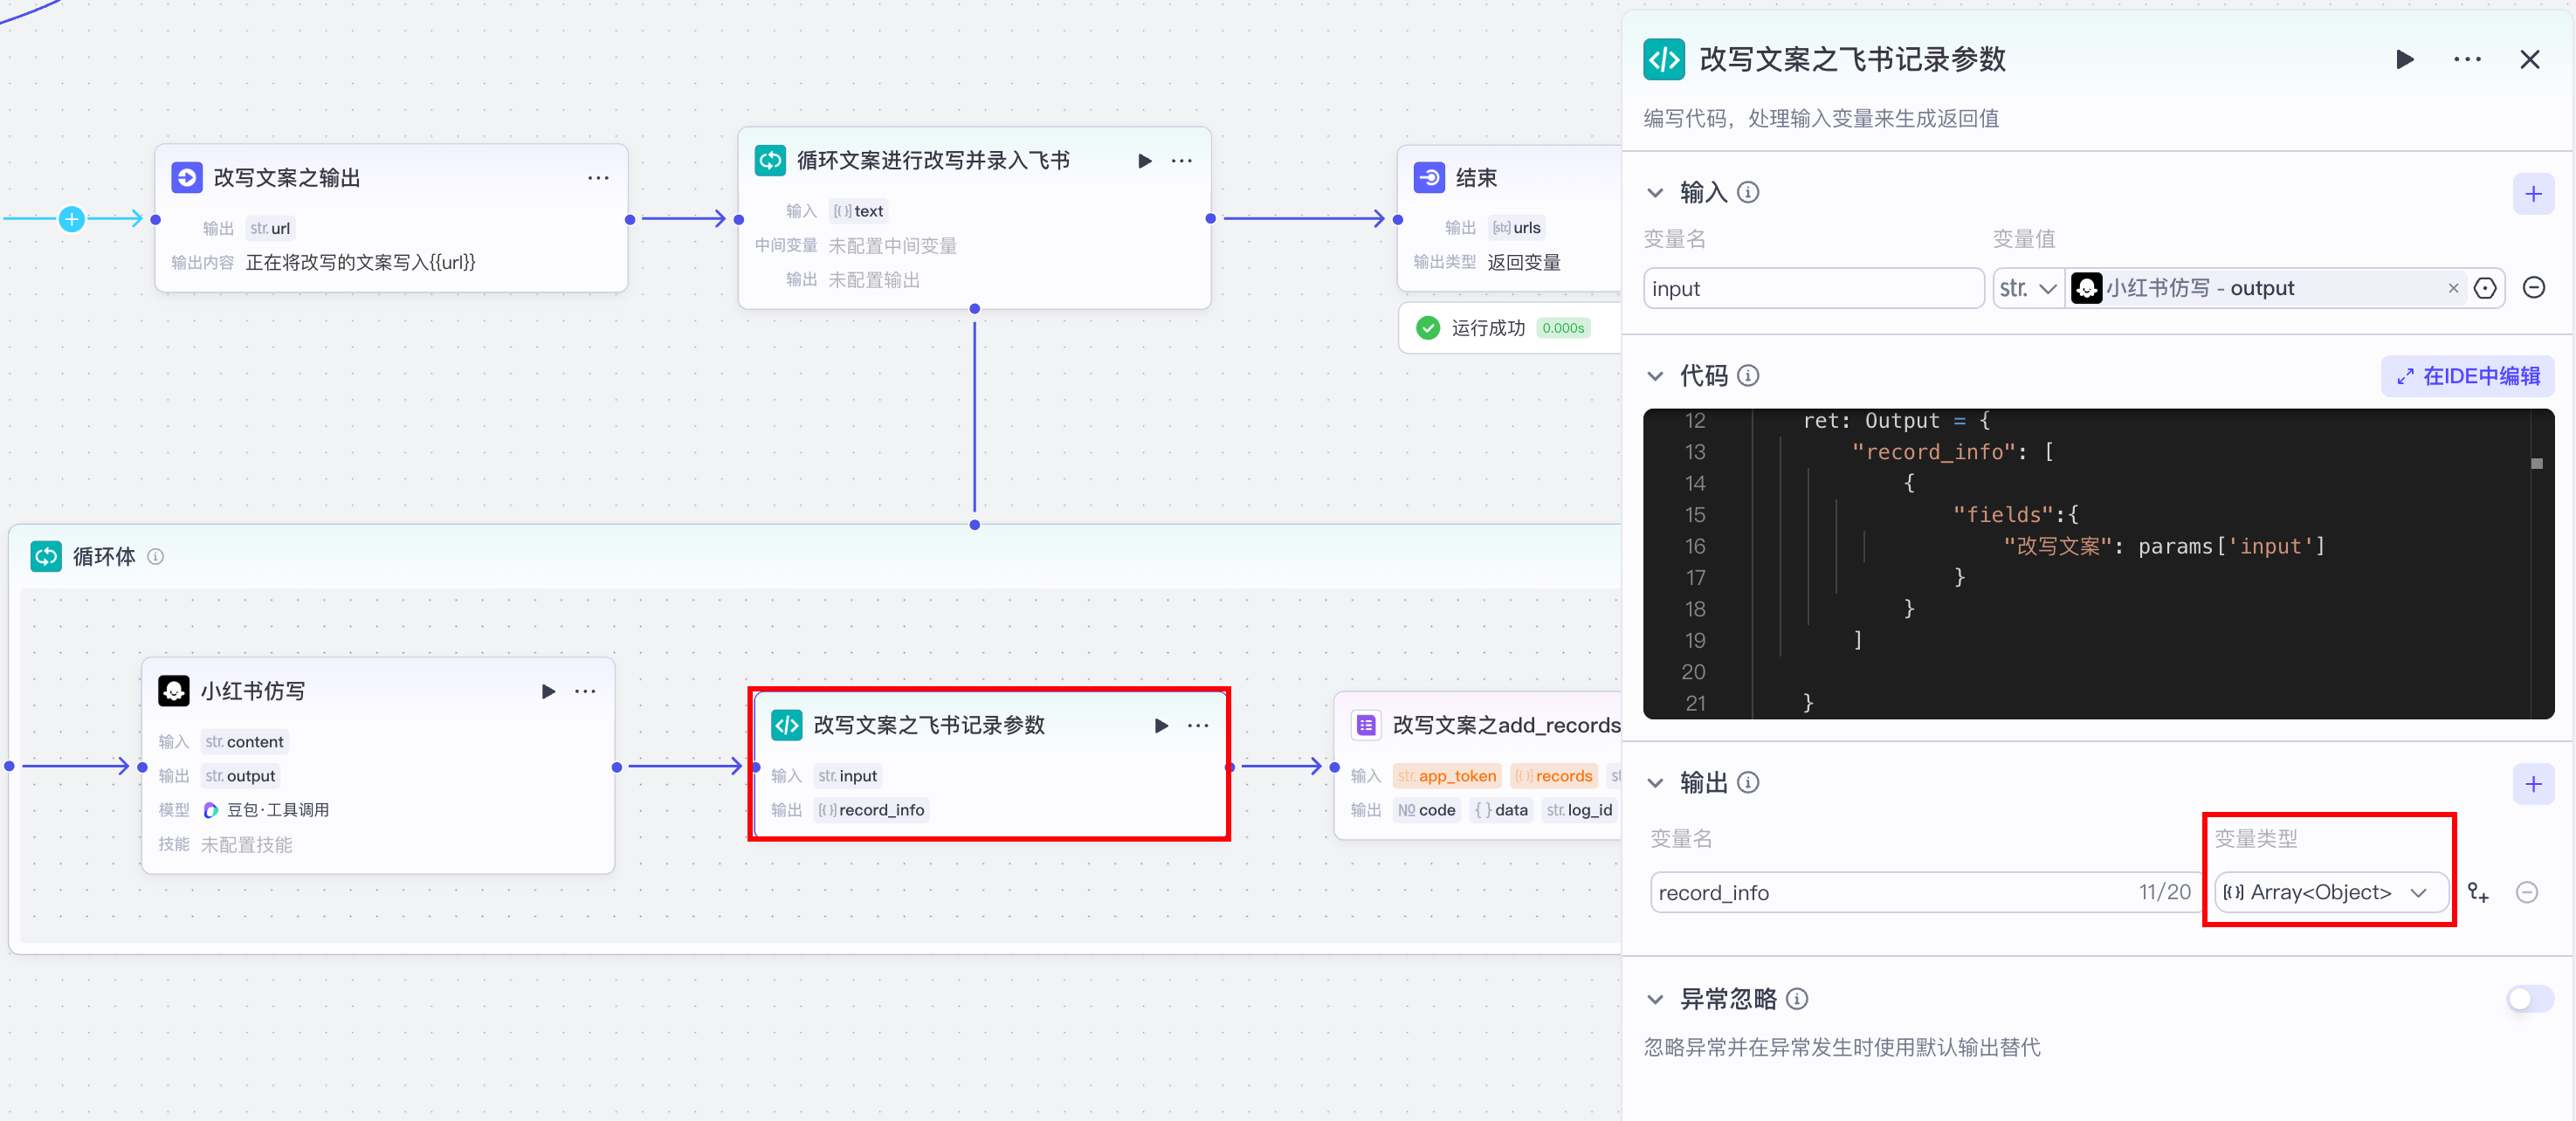 改写文案之输出
输出 str. url
输出内容 正在将改写的文案写入{{url}}
循环文案进行改写并录入飞书
输入 [{}] text
中间变量 未配置中间变量
输出 未配置输出
结束
输出 [str] urls
输出类型 返回变量
运行成功 0.000s
循环体
小红书仿写
输入 str. content
输出 str. output
模型 豆包·工具调用
技能 未配置技能
改写文案之飞书记录参数
输入 str. input
输出 [{}] record_info
改写文案之add_records
输入 str. app_token [{}] records
输出 № code {} data str. log_id
改写文案之飞书记录参数
编写代码，处理输入变量来生成返回值
输入
变量名 变量值
input str. 小红书仿写 - output
代码 在IDE中编辑
12 ret: Output = {
13 "record_info": [
14 {
15 "fields":{
16 "改写文案": params['input']
17 }
18 }
19 ]
20
21 }
输出
变量名 变量类型
record_info 11/20 [{}] Array<Object>
异常忽略
忽略异常并在异常发生时使用默认输出替代